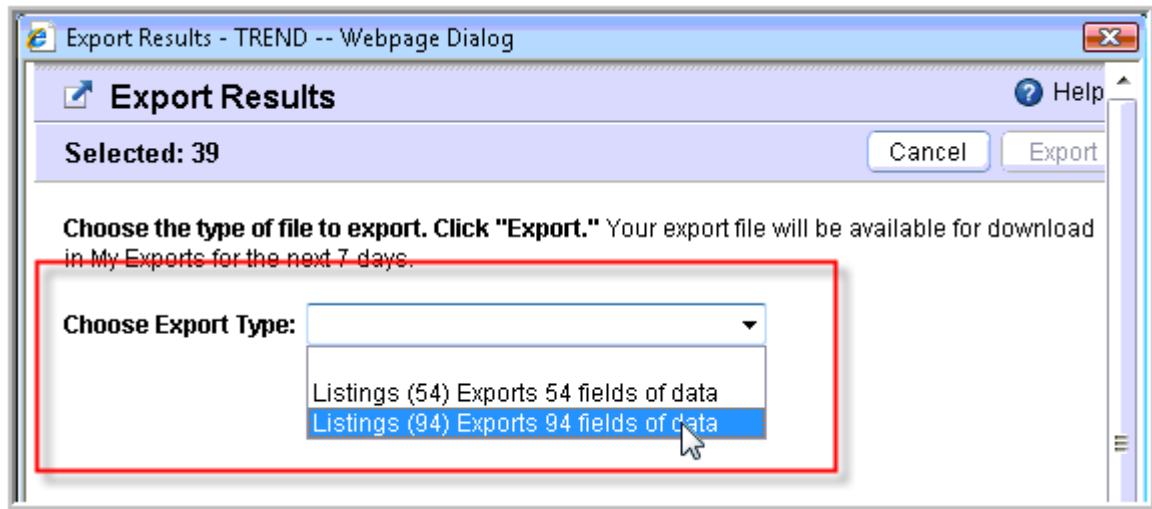 Export Results - TREND -- Webpage Dialog
Export Results
Help
Selected: 39
Cancel
Export
Choose the type of file to export. Click "Export." Your export file will be available for download
in My Exports for the next 7 days.
Choose Export Type:
Listings (54) Exports 54 fields of data
Listings (94) Exports 94 fields of data